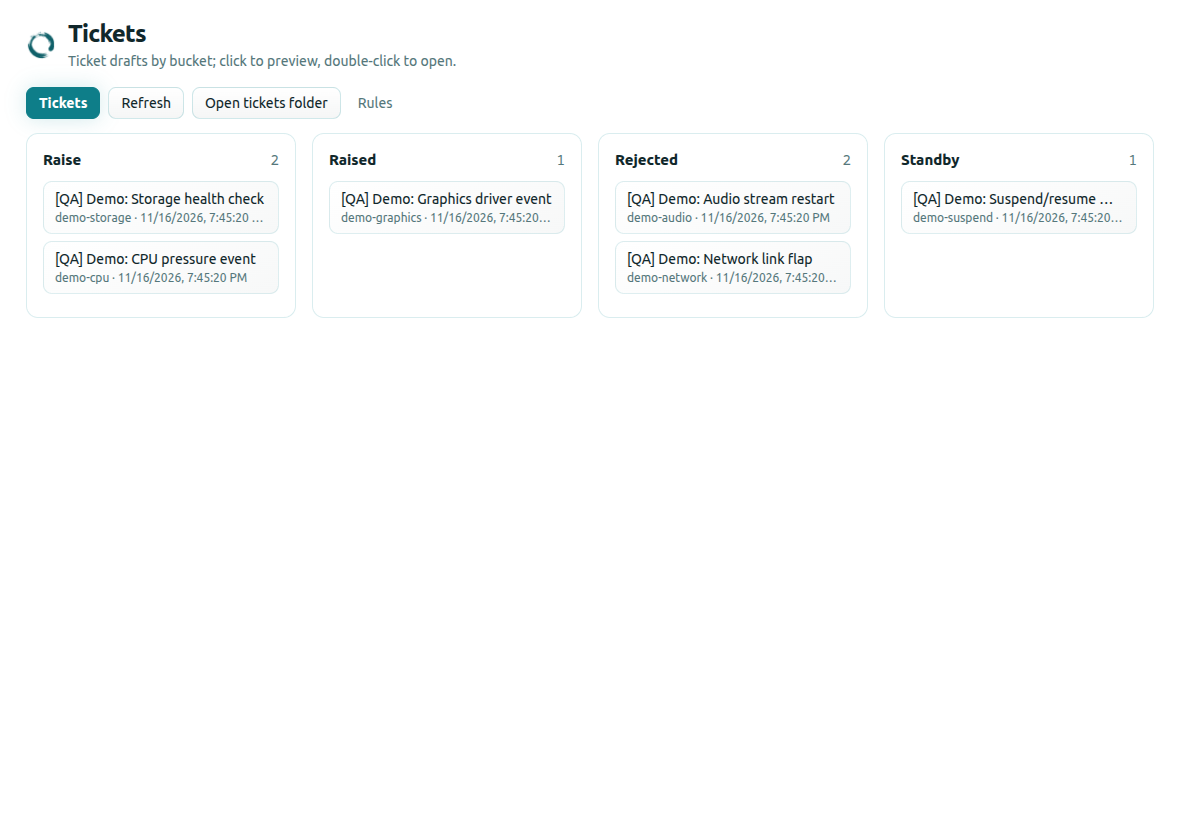 Tickets
Ticket drafts by bucket; click to preview, double-click to open.
Tickets Refresh Open tickets folder Rules
Raise 2
[QA] Demo: Storage health check
demo-storage · 11/16/2026, 7:45:20 …
[QA] Demo: CPU pressure event
demo-cpu · 11/16/2026, 7:45:20 PM
Raised 1
[QA] Demo: Graphics driver event
demo-graphics · 11/16/2026, 7:45:20…
Rejected 2
[QA] Demo: Audio stream restart
demo-audio · 11/16/2026, 7:45:20 PM
[QA] Demo: Network link flap
demo-network · 11/16/2026, 7:45:20…
Standby 1
[QA] Demo: Suspend/resume …
demo-suspend · 11/16/2026, 7:45:20…